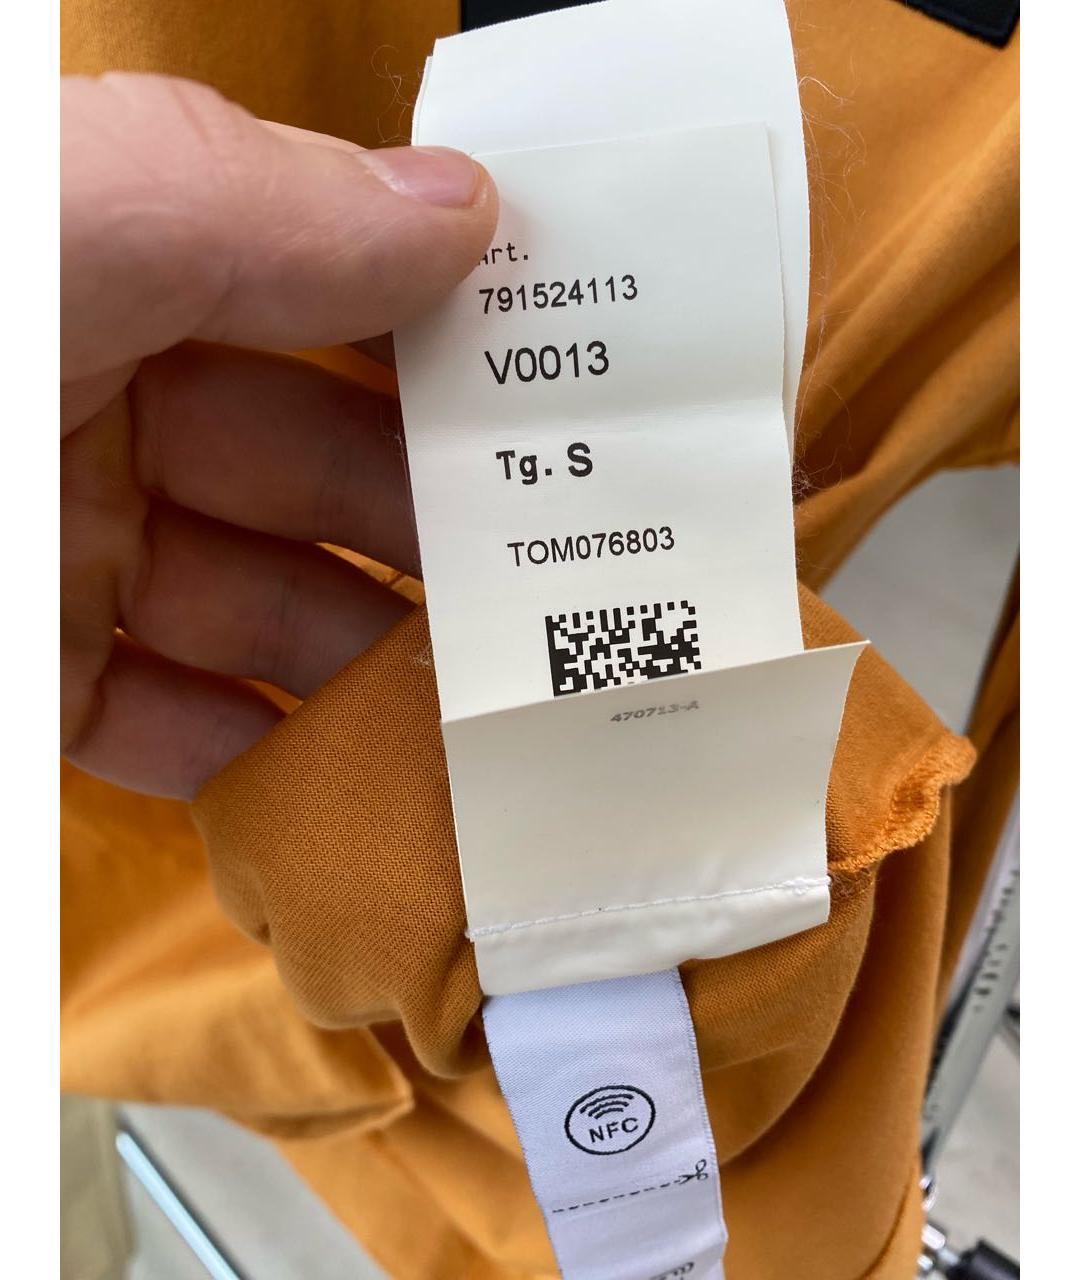 Art.
791524113
V0013
Tg. S
TOM076803
470713-A
NFC